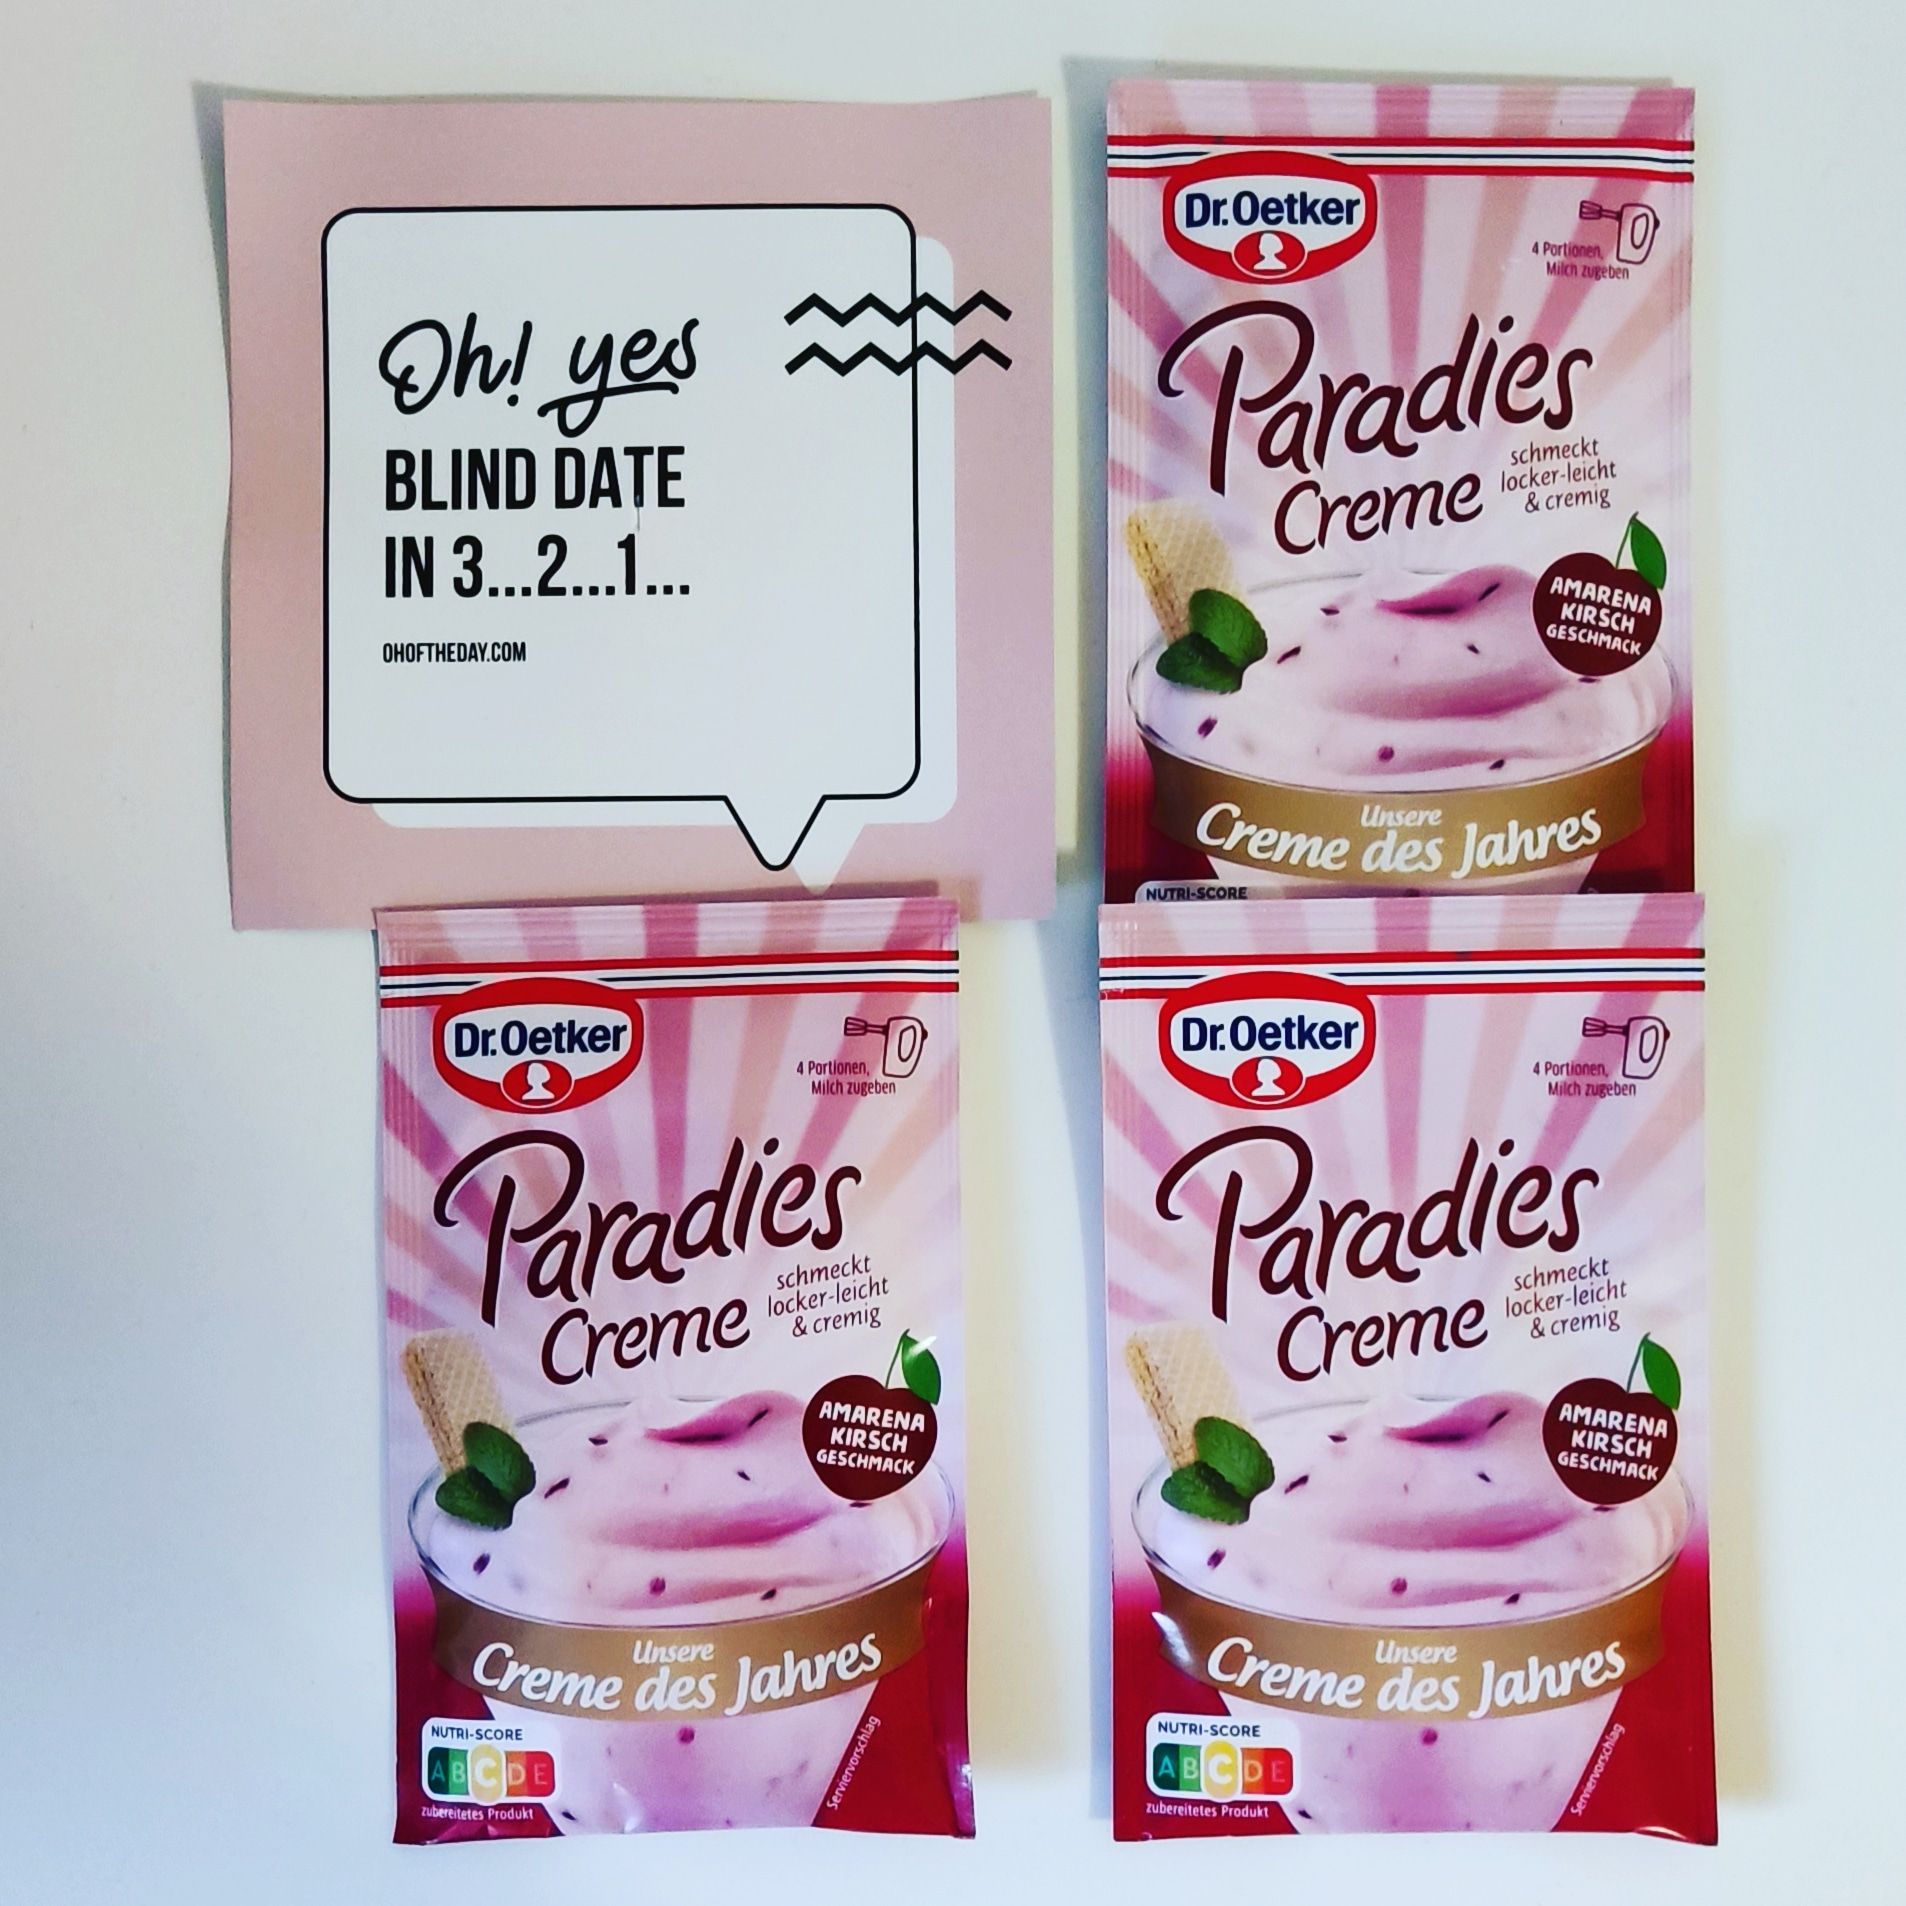 Oh! yes
BLIND DATE
IN 3...2...1...
OHOFTHEDAY.COM
Dr. Oetker
4 Portionen,
Milch zugeben
Paradies
Creme
schmeckt
locker-leicht
& cremig
AMARENA
KIRSCH
GESCHMACK
Unsere
Creme des Jahres
NUTRI-SCORE
Dr. Oetker
4 Portionen,
Milch zugeben
Paradies
Creme
schmeckt
locker-leicht
& cremig
AMARENA
KIRSCH
GESCHMACK
Unsere
Creme des Jahres
NUTRI-SCORE
A B C D E
zubereitetes Produkt
Serviervorschlag
Dr. Oetker
4 Portionen,
Milch zugeben
Paradies
Creme
schmeckt
locker-leicht
& cremig
AMARENA
KIRSCH
GESCHMACK
Unsere
Creme des Jahres
NUTRI-SCORE
A B C D E
zubereitetes Produkt
Serviervorschlag